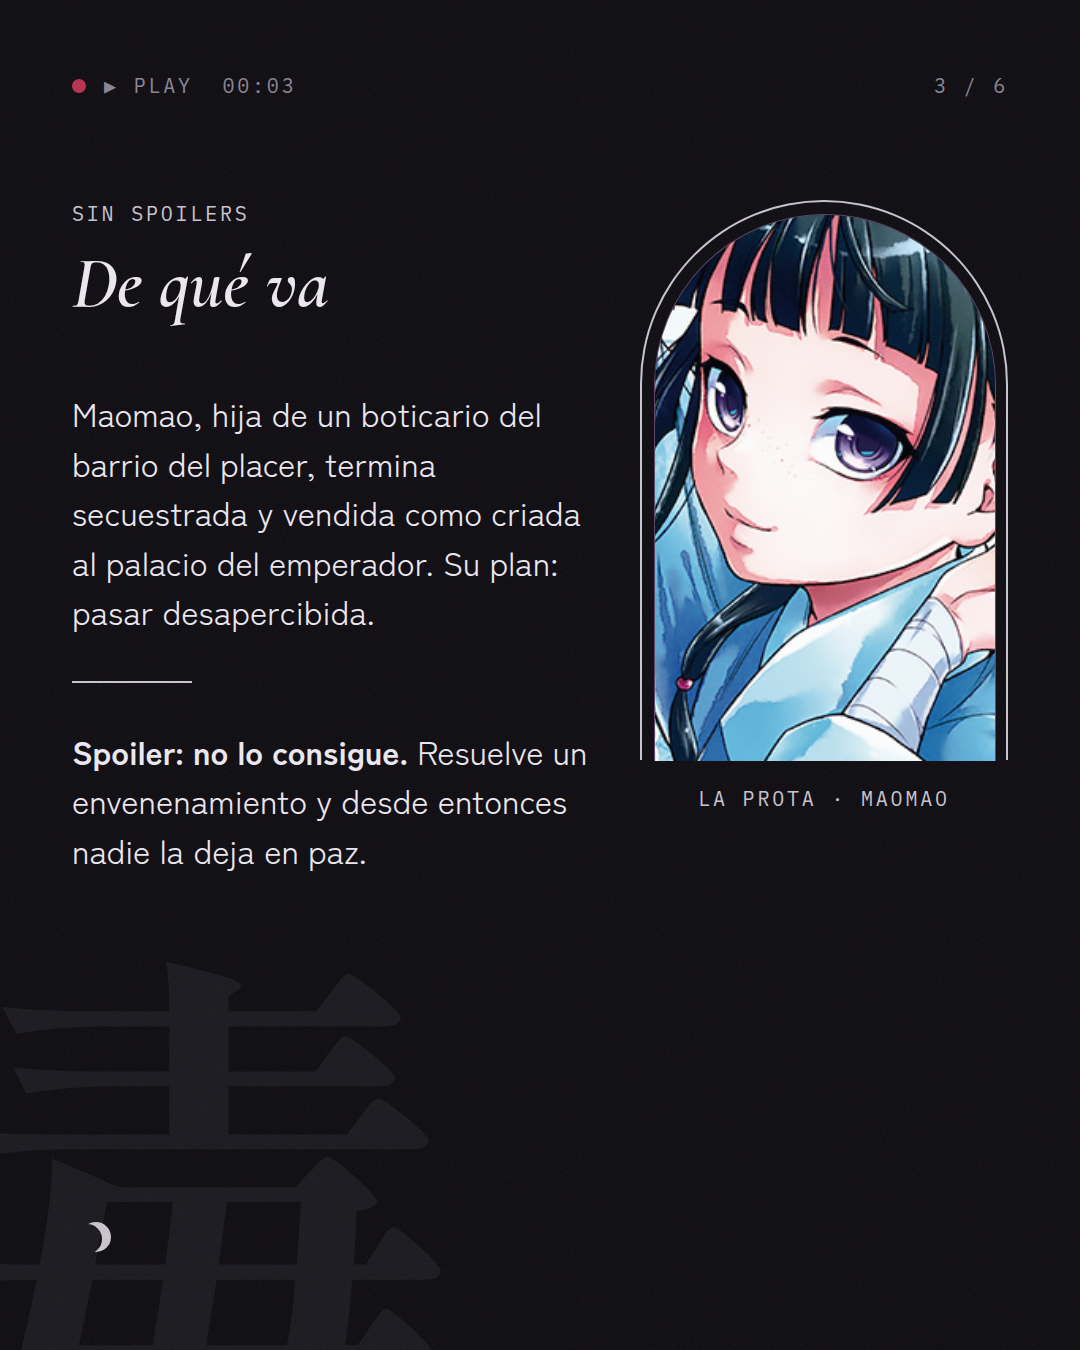 ▶ PLAY 00:03
3 / 6
SIN SPOILERS
De qué va
Maomao, hija de un boticario del
barrio del placer, termina
secuestrada y vendida como criada
al palacio del emperador. Su plan:
pasar desapercibida.
Spoiler: no lo consigue. Resuelve un
envenenamiento y desde entonces
nadie la deja en paz.
LA PROTA · MAOMAO
毒